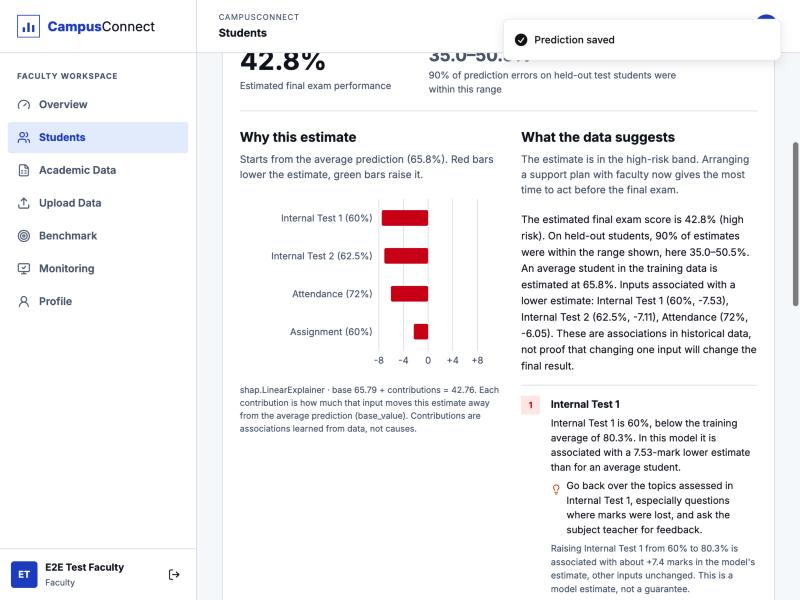 CampusConnect
FACULTY WORKSPACE
Overview
Students
Academic Data
Upload Data
Benchmark
Monitoring
Profile
ET
E2E Test Faculty
Faculty
CAMPUSCONNECT
Students
Prediction saved
42.8%
Estimated final exam performance
90% of prediction errors on held-out test students were
within this range
Why this estimate
Starts from the average prediction (65.8%). Red bars
lower the estimate, green bars raise it.
Internal Test 1 (60%)
Internal Test 2 (62.5%)
Attendance (72%)
Assignment (60%)
-8 -4 0 +4 +8
shap.LinearExplainer · base 65.79 + contributions = 42.76. Each
contribution is how much that input moves this estimate away
from the average prediction (base_value). Contributions are
associations learned from data, not causes.
What the data suggests
The estimate is in the high-risk band. Arranging
a support plan with faculty now gives the most
time to act before the final exam.
The estimated final exam score is 42.8% (high
risk). On held-out students, 90% of estimates
were within the range shown, here 35.0–50.5%.
An average student in the training data is
estimated at 65.8%. Inputs associated with a
lower estimate: Internal Test 1 (60%, -7.53),
Internal Test 2 (62.5%, -7.11), Attendance (72%,
-6.05). These are associations in historical data,
not proof that changing one input will change the
final result.
1
Internal Test 1
Internal Test 1 is 60%, below the training
average of 80.3%. In this model it is
associated with a 7.53-mark lower estimate
than for an average student.
Go back over the topics assessed in
Internal Test 1, especially questions
where marks were lost, and ask the
subject teacher for feedback.
Raising Internal Test 1 from 60% to 80.3% is
associated with about +7.4 marks in the model's
estimate, other inputs unchanged. This is a
model estimate, not a guarantee.